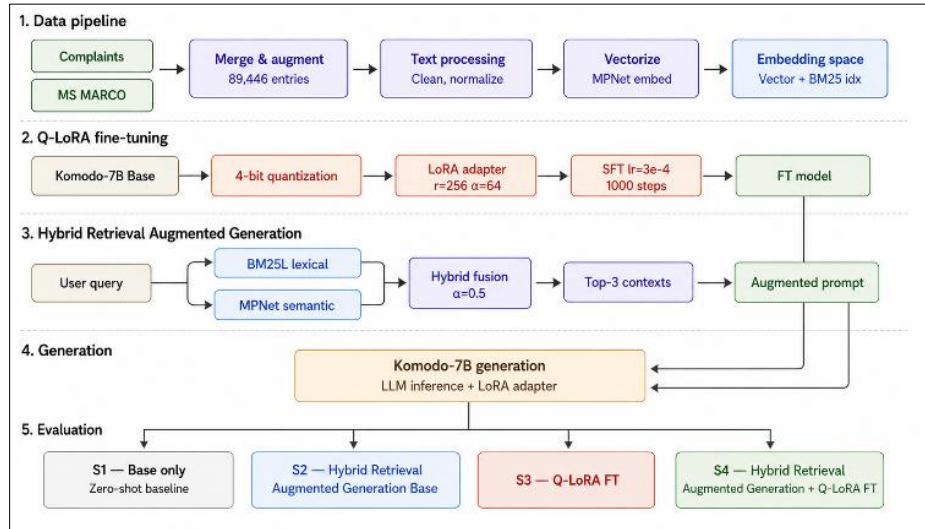 1. Data pipeline
Complaints
MS MARCO
Merge & augment
89,446 entries
Text processing
Clean, normalize
Vectorize
MPNet embed
Embedding space
Vector + BM25 idx
2. Q-LoRA fine-tuning
Komodo-7B Base
4-bit quantization
LoRA adapter
r=256 α=64
SFT lr=3e-4
1000 steps
FT model
3. Hybrid Retrieval Augmented Generation
User query
BM25L lexical
MPNet semantic
Hybrid fusion
α=0.5
Top-3 contexts
Augmented prompt
4. Generation
Komodo-7B generation
LLM inference + LoRA adapter
5. Evaluation
S1 — Base only
Zero-shot baseline
S2 — Hybrid Retrieval
Augmented Generation Base
S3 — Q-LoRA FT
S4 — Hybrid Retrieval
Augmented Generation + Q-LoRA FT